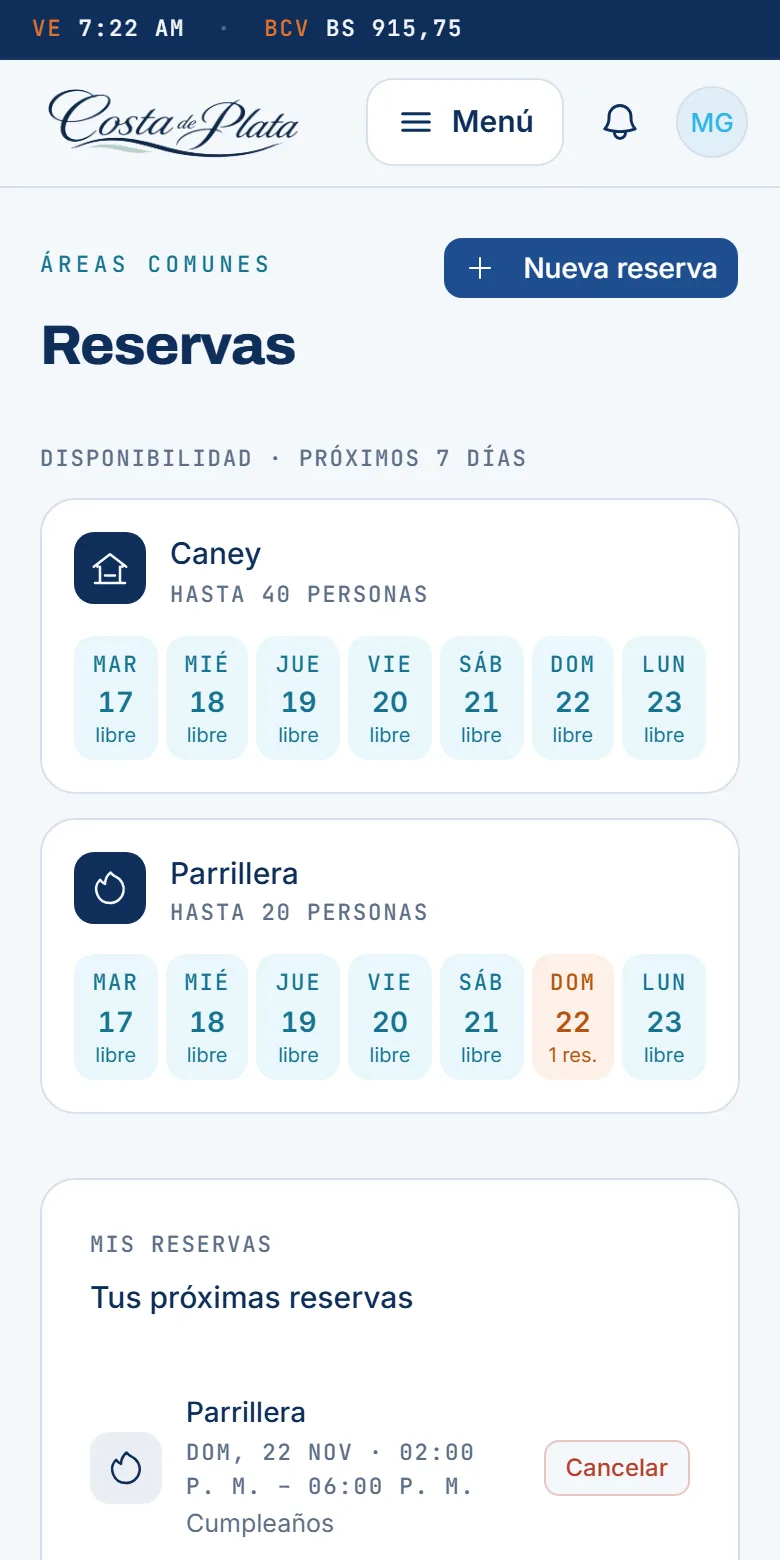 VE 7:22 AM · BCV BS 915,75
Costa de Plata
Menú
MG
ÁREAS COMUNES
Nueva reserva
Reservas
DISPONIBILIDAD · PRÓXIMOS 7 DÍAS
Caney
HASTA 40 PERSONAS
MAR MIÉ JUE VIE SÁB DOM LUN
17 18 19 20 21 22 23
libre libre libre libre libre libre libre
Parrillera
HASTA 20 PERSONAS
MAR MIÉ JUE VIE SÁB DOM LUN
17 18 19 20 21 22 23
libre libre libre libre libre 1 res. libre
MIS RESERVAS
Tus próximas reservas
Parrillera
DOM, 22 NOV · 02:00
P. M. – 06:00 P. M.
Cumpleaños
Cancelar